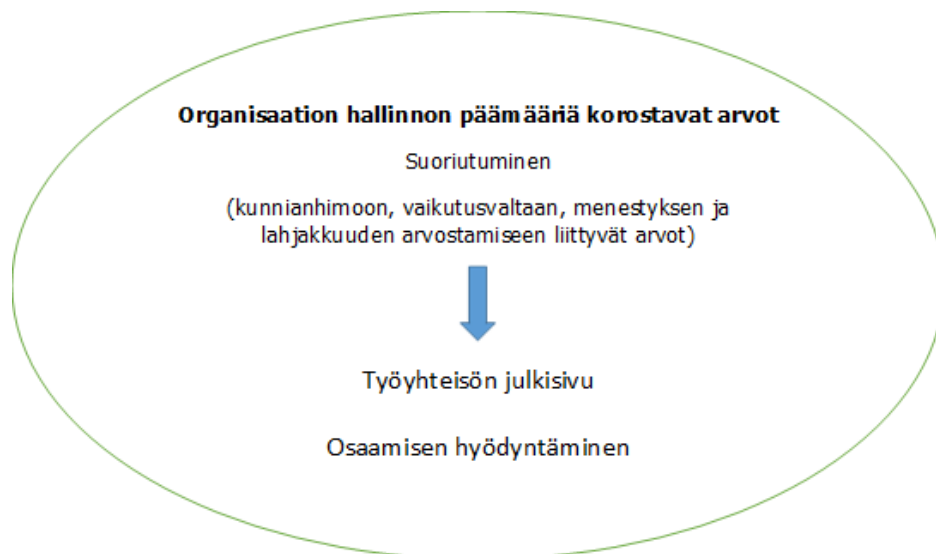 Organisaation hallinnon päämääriä korostavat arvot
Suoriutuminen
(kunnianhimoon, vaikutusvaltaan, menestyksen ja
lahjakkuuden arvostamiseen liittyvät arvot)
Työyhteisön julkisivu
Osaamisen hyödyntäminen